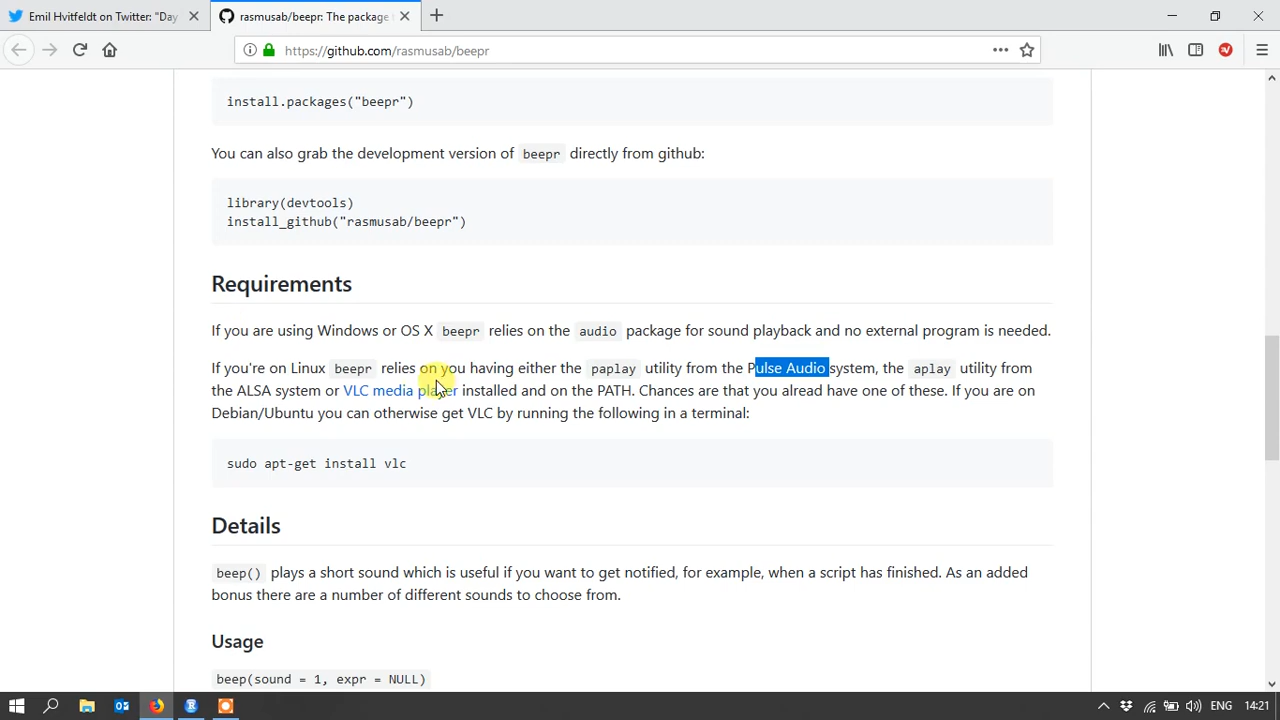 Emil Hvitfeldt on Twitter: "Day
rasmusab/beepr: The package
https://github.com/rasmusab/beepr
install.packages("beepr")
You can also grab the development version of beepr directly from github:
library(devtools)
install_github("rasmusab/beepr")
Requirements
If you are using Windows or OS X beepr relies on the audio package for sound playback and no external program is needed.
If you're on Linux beepr relies on you having either the paplay utility from the Pulse Audio system, the aplay utility from
the ALSA system or VLC media player installed and on the PATH. Chances are that you alread have one of these. If you are on
Debian/Ubuntu you can otherwise get VLC by running the following in a terminal:
sudo apt-get install vlc
Details
beep() plays a short sound which is useful if you want to get notified, for example, when a script has finished. As an added
bonus there are a number of different sounds to choose from.
Usage
beep(sound = 1, expr = NULL)
ENG 14:21